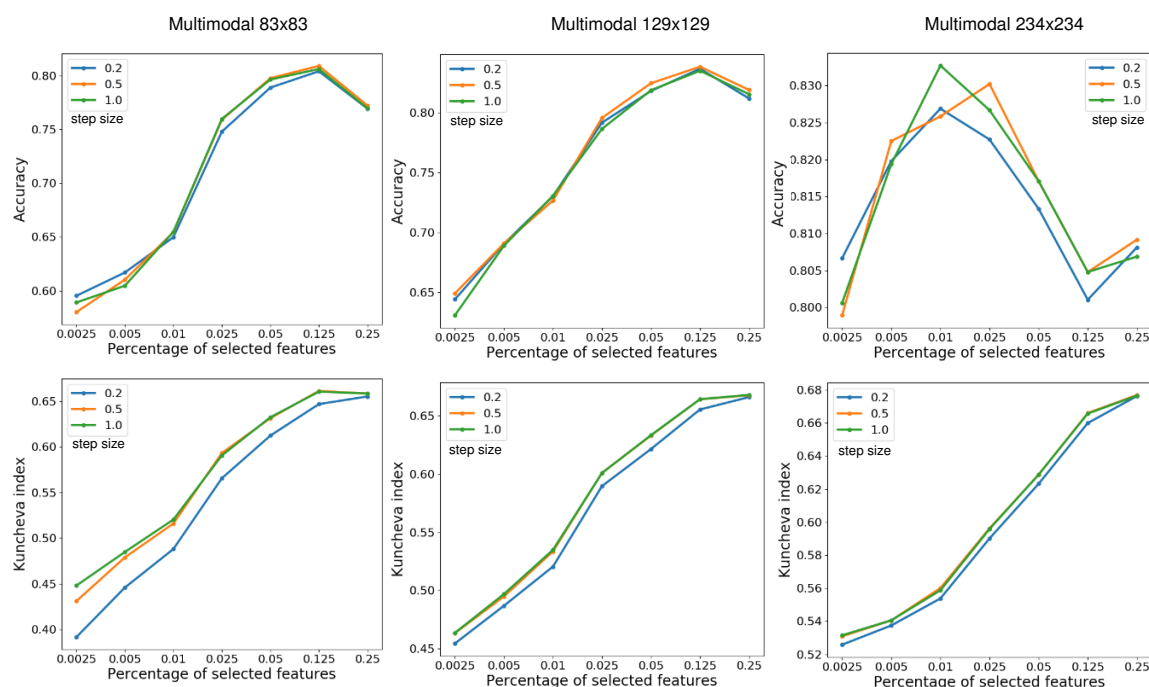 Multimodal 83x83
Multimodal 129x129
Multimodal 234x234
0.2
0.5
1.0
step size
Accuracy
0.80
0.75
0.70
0.65
0.60
0.0025 0.005 0.01 0.025 0.05 0.125 0.25
Percentage of selected features
0.2
0.5
1.0
step size
Accuracy
0.80
0.75
0.70
0.65
0.0025 0.005 0.01 0.025 0.05 0.125 0.25
Percentage of selected features
0.2
0.5
1.0
step size
Accuracy
0.830
0.825
0.820
0.815
0.810
0.805
0.800
0.0025 0.005 0.01 0.025 0.05 0.125 0.25
Percentage of selected features
0.2
0.5
1.0
step size
Kuncheva index
0.65
0.60
0.55
0.50
0.45
0.40
0.0025 0.005 0.01 0.025 0.05 0.125 0.25
Percentage of selected features
0.2
0.5
1.0
step size
Kuncheva index
0.65
0.60
0.55
0.50
0.45
0.0025 0.005 0.01 0.025 0.05 0.125 0.25
Percentage of selected features
0.2
0.5
1.0
step size
Kuncheva index
0.68
0.66
0.64
0.62
0.60
0.58
0.56
0.54
0.52
0.0025 0.005 0.01 0.025 0.05 0.125 0.25
Percentage of selected features